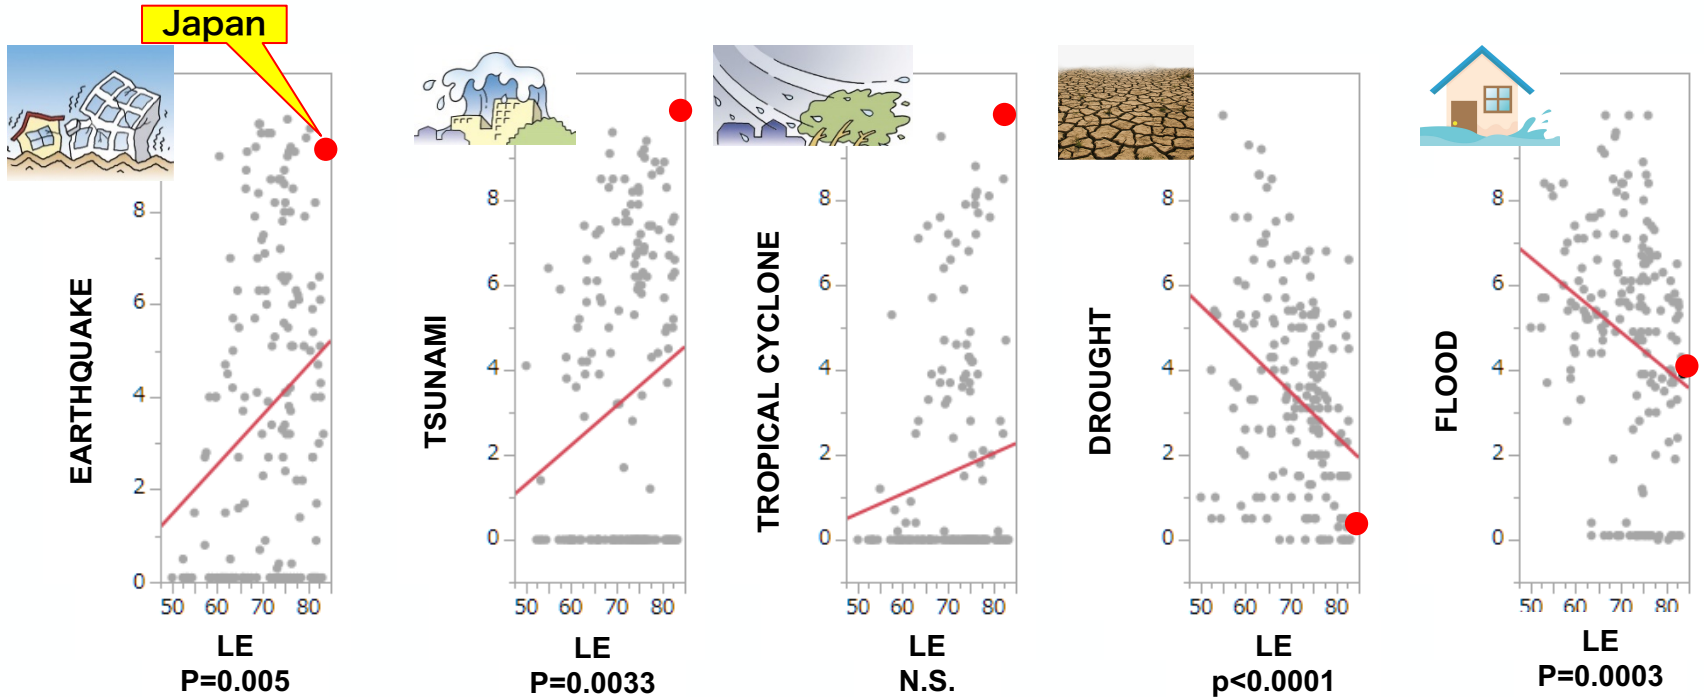 Japan
EARTHQUAKE
8
6
4
2
0
50 60 70 80
LE
P=0.005
TSUNAMI
8
6
4
2
0
50 60 70 80
LE
P=0.0033
TROPICAL CYCLONE
8
6
4
2
0
50 60 70 80
LE
N.S.
DROUGHT
8
6
4
2
0
50 60 70 80
LE
p<0.0001
FLOOD
8
6
4
2
0
50 60 70 80
LE
P=0.0003